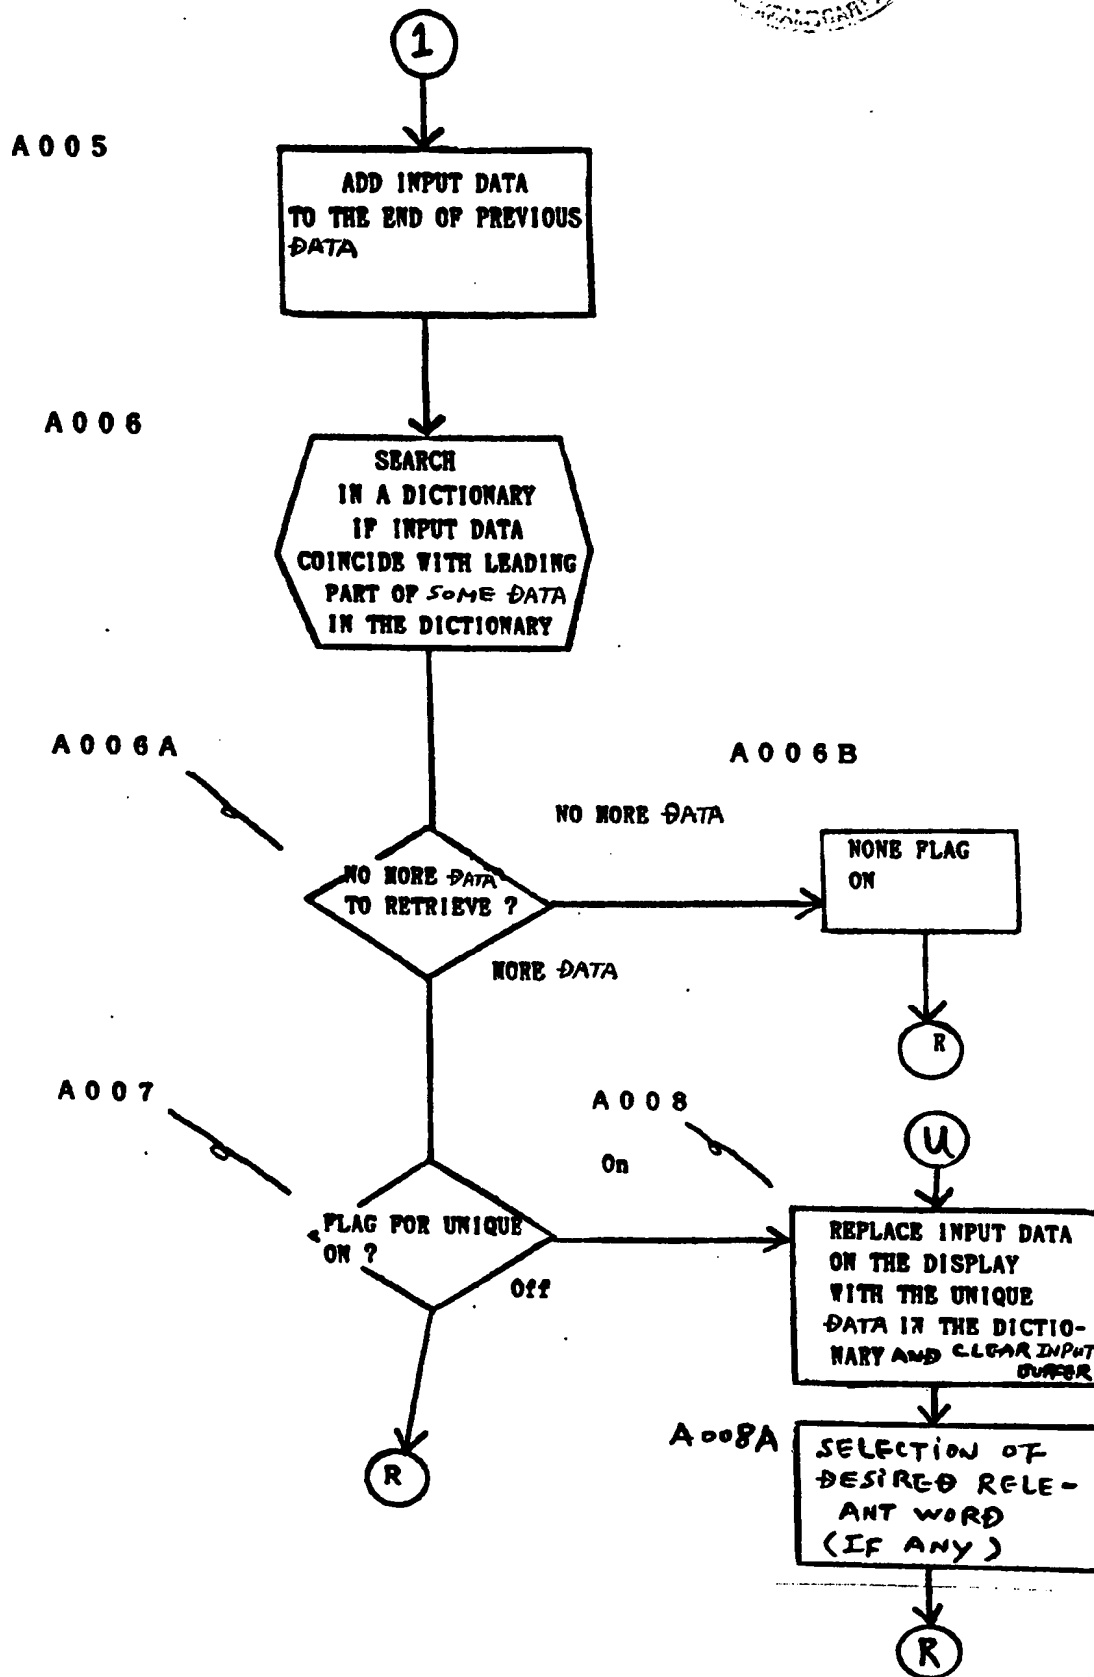 1
A005
ADD INPUT DATA
TO THE END OF PREVIOUS
DATA
A006
SEARCH
IN A DICTIONARY
IF INPUT DATA
COINCIDE WITH LEADING
PART OF SOME DATA
IN THE DICTIONARY
A006A
A006B
NO MORE DATA
NO MORE DATA
TO RETRIEVE ?
NONE FLAG
ON
MORE DATA
R
A007
A008
U
On
FLAG FOR UNIQUE
ON ?
Off
REPLACE INPUT DATA
ON THE DISPLAY
WITH THE UNIQUE
DATA IN THE DICTIO-
NARY AND CLEAR INPUT
BUFFER
R
A008A
SELECTION OF
DESIRED RELE-
ANT WORD
(IF ANY)
R